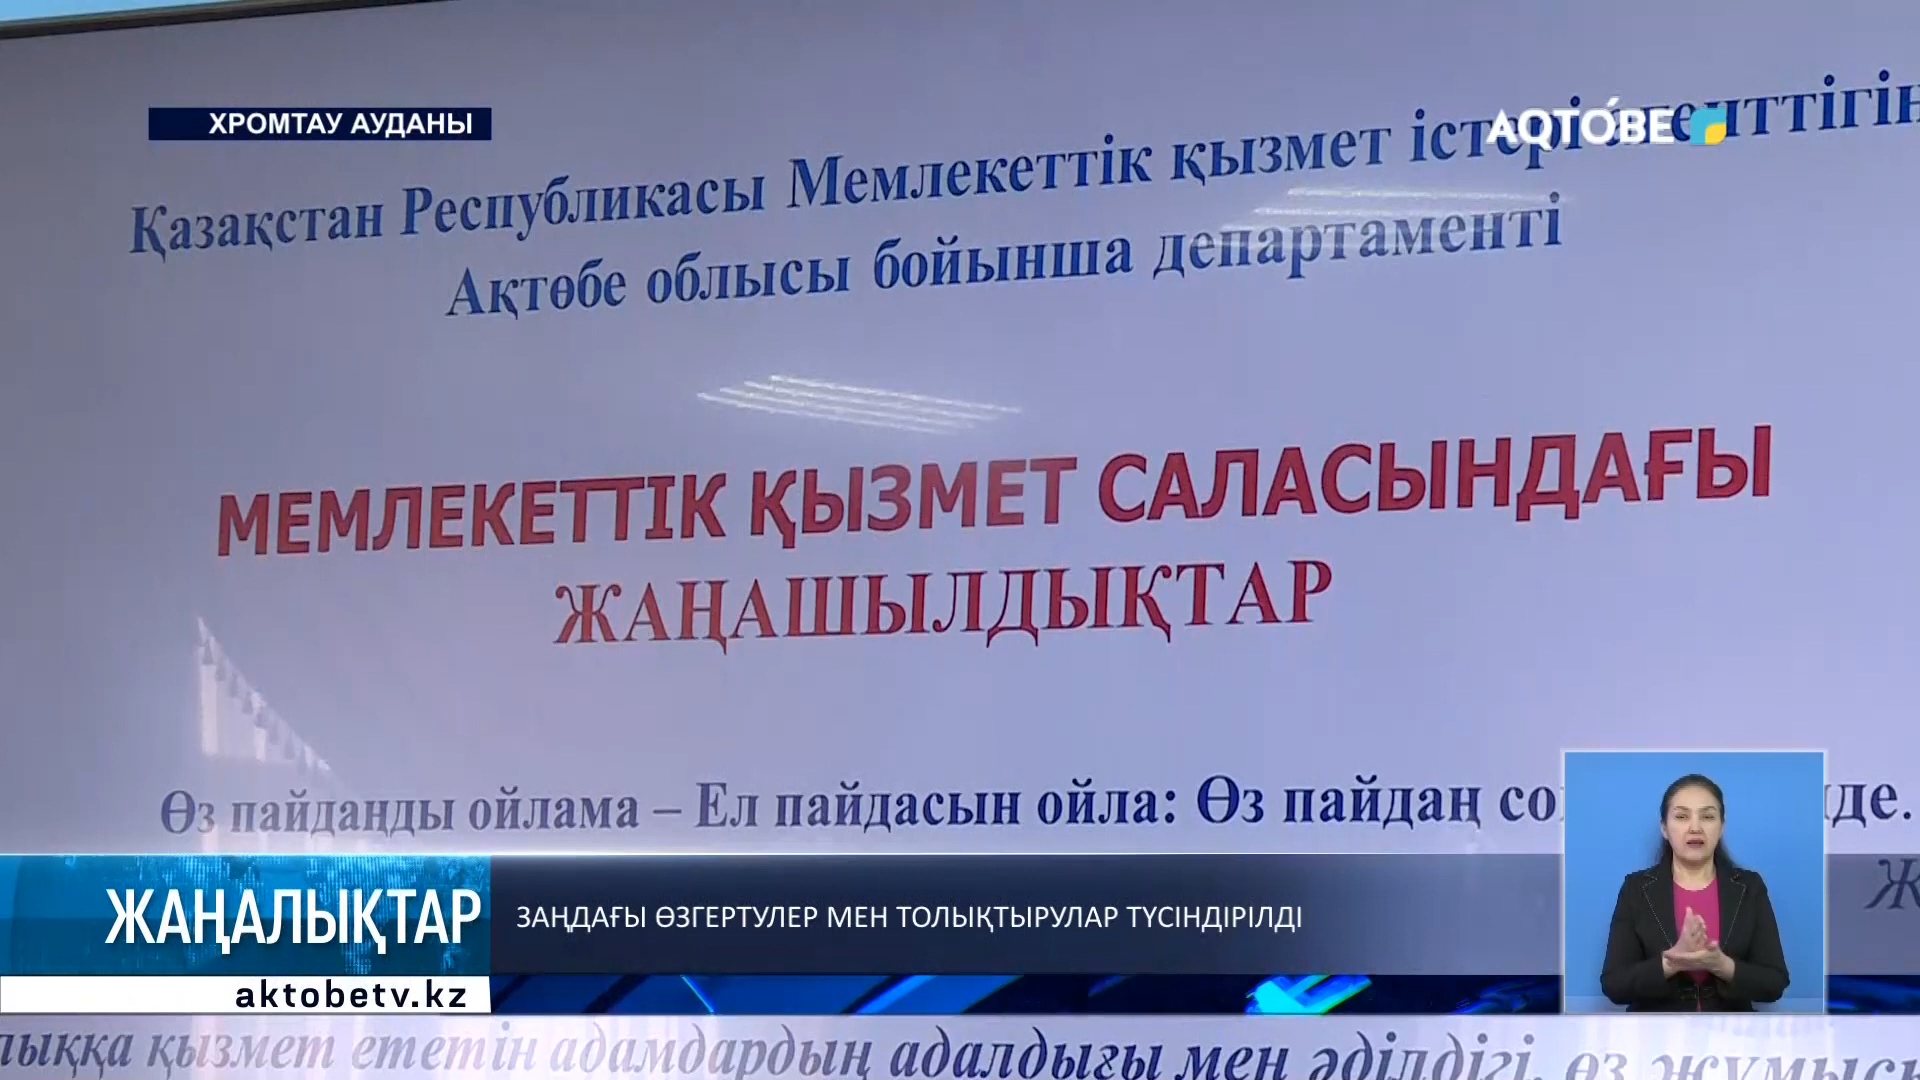 ХРОМТАУ АУДАНЫ
AQTÓBE
Қазақстан Республикасы Мемлекеттік қызмет істері
Ақтөбе облысы бойынша департаменті
МЕМЛЕКЕТТІК ҚЫЗМЕТ САЛАСЫНДАҒЫ
ЖАҢАШЫЛДЫҚТАР
Өз пайдаңды ойлама – Ел пайдасын ойла: Өз пайдаң
ЖАҢАЛЫҚТАР
ЗАҢДАҒЫ ӨЗГЕРТУЛЕР МЕН ТОЛЫҚТЫРУЛАР ТҮСІНДІРІЛДІ
aktobetv.kz
қызмет ететін адамдардың адалдығы мен әділдігі, өз